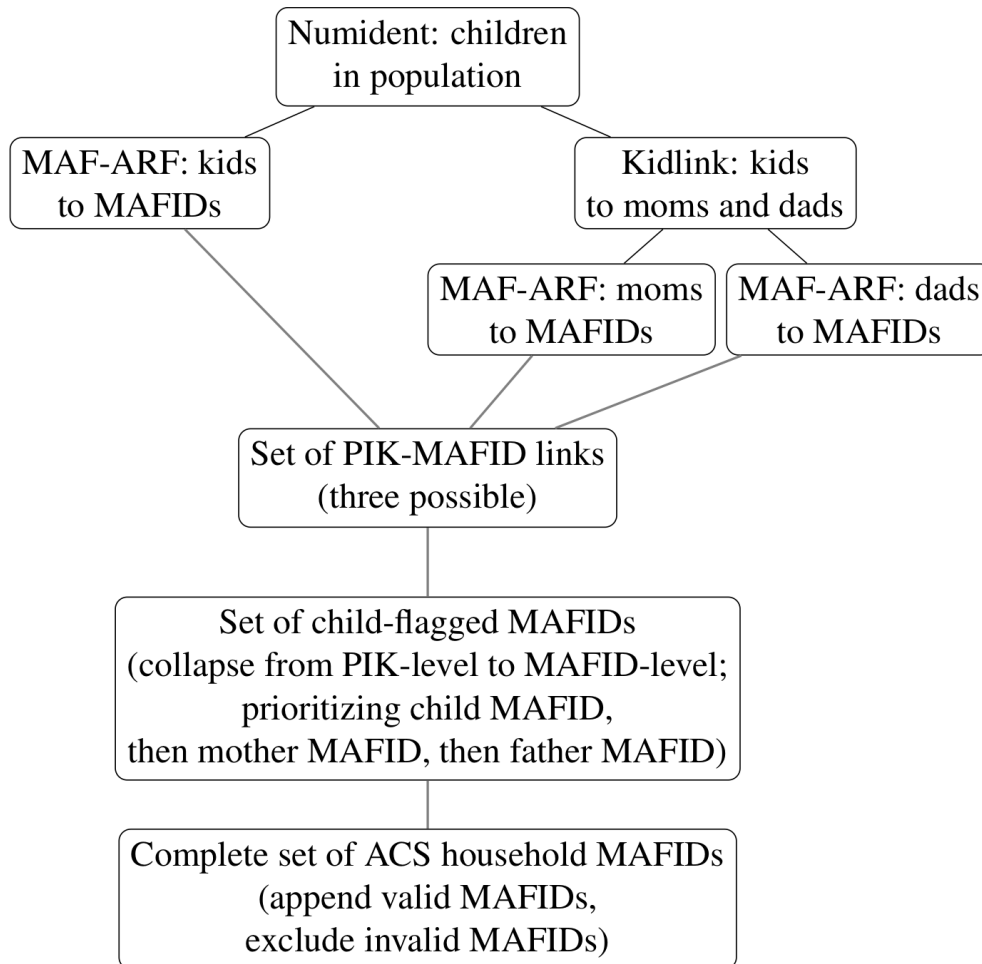 Numident: children
in population
MAF-ARF: kids
to MAFIDs
Kidlink: kids
to moms and dads
MAF-ARF: moms
to MAFIDs
MAF-ARF: dads
to MAFIDs
Set of PIK-MAFID links
(three possible)
Set of child-flagged MAFIDs
(collapse from PIK-level to MAFID-level;
prioritizing child MAFID,
then mother MAFID, then father MAFID)
Complete set of ACS household MAFIDs
(append valid MAFIDs,
exclude invalid MAFIDs)